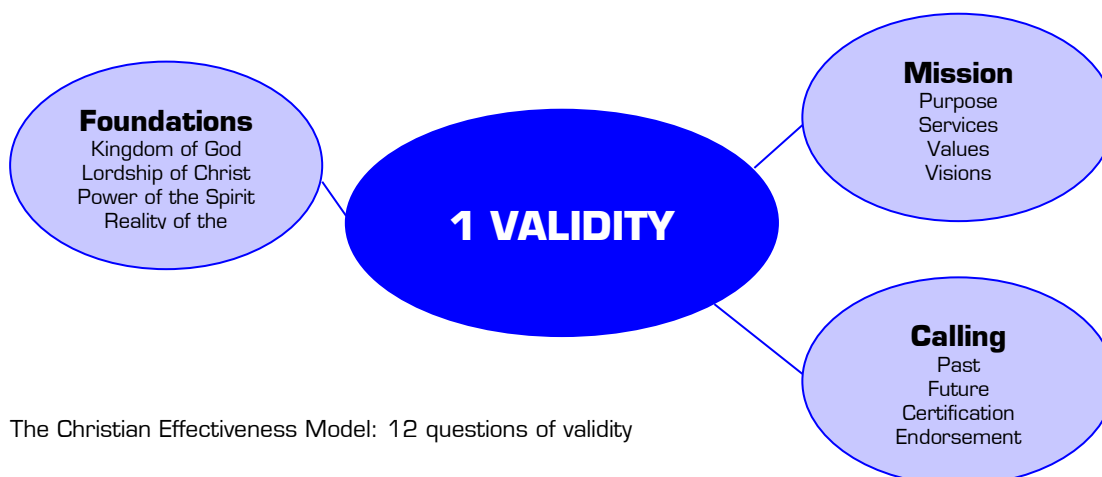 Foundations
Kingdom of God
Lordship of Christ
Power of the Spirit
Reality of the
1 VALIDITY
Mission
Purpose
Services
Values
Visions
Calling
Past
Future
Certification
Endorsement
The Christian Effectiveness Model: 12 questions of validity